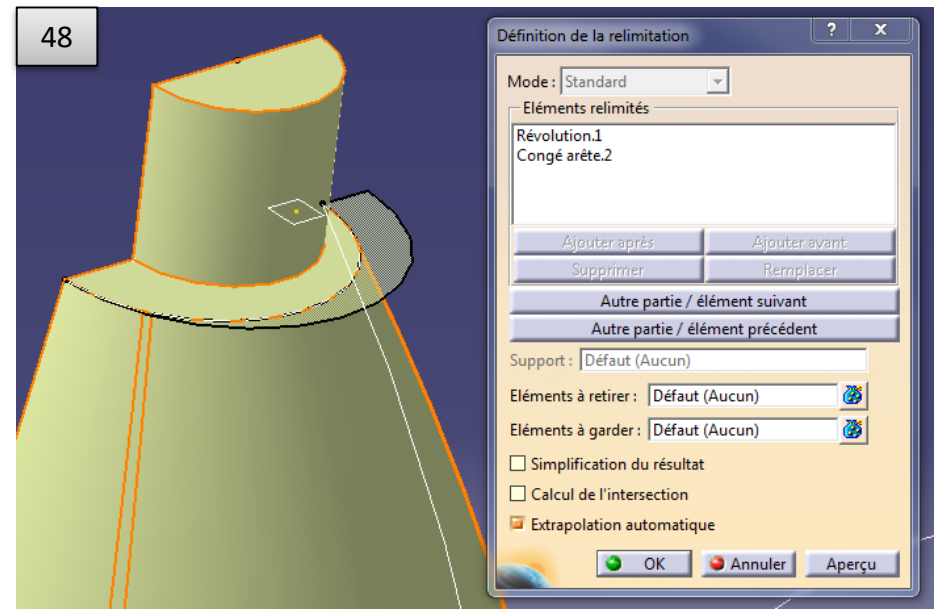 48
Définition de la relimitation
? X
Mode : Standard
Eléments relimités
Révolution.1
Congé arête.2
Ajouter après Ajouter avant
Supprimer Remplacer
Autre partie / élément suivant
Autre partie / élément précédent
Support : Défaut (Aucun)
Eléments à retirer : Défaut (Aucun)
Eléments à garder : Défaut (Aucun)
Simplification du résultat
Calcul de l'intersection
Extrapolation automatique
OK Annuler Aperçu